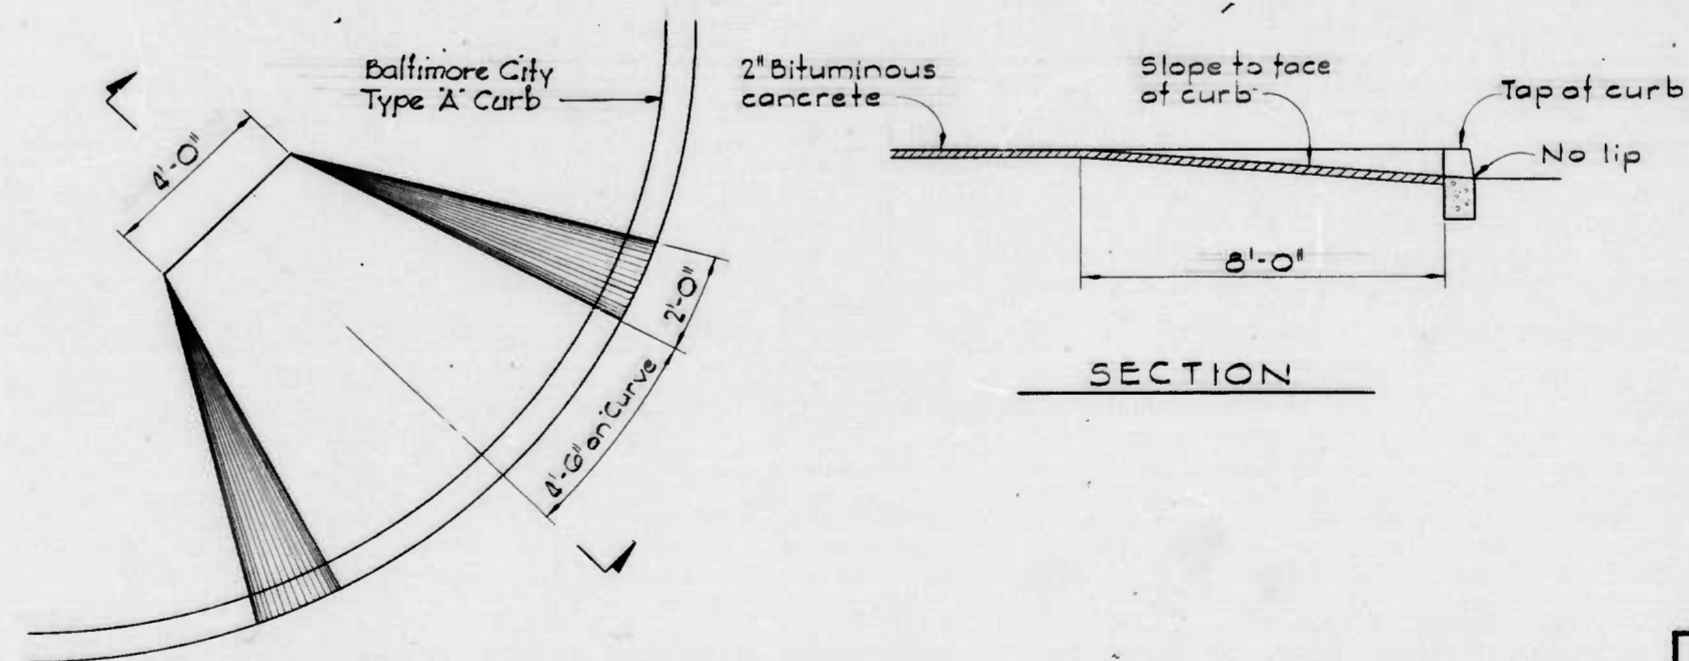 Baltimore City
Type "A" Curb
4'-0"
2'-0"
4'-6" on Curve
2" Bituminous
concrete
Slope to face
of curb
Top of curb
No lip
8'-0"
SECTION